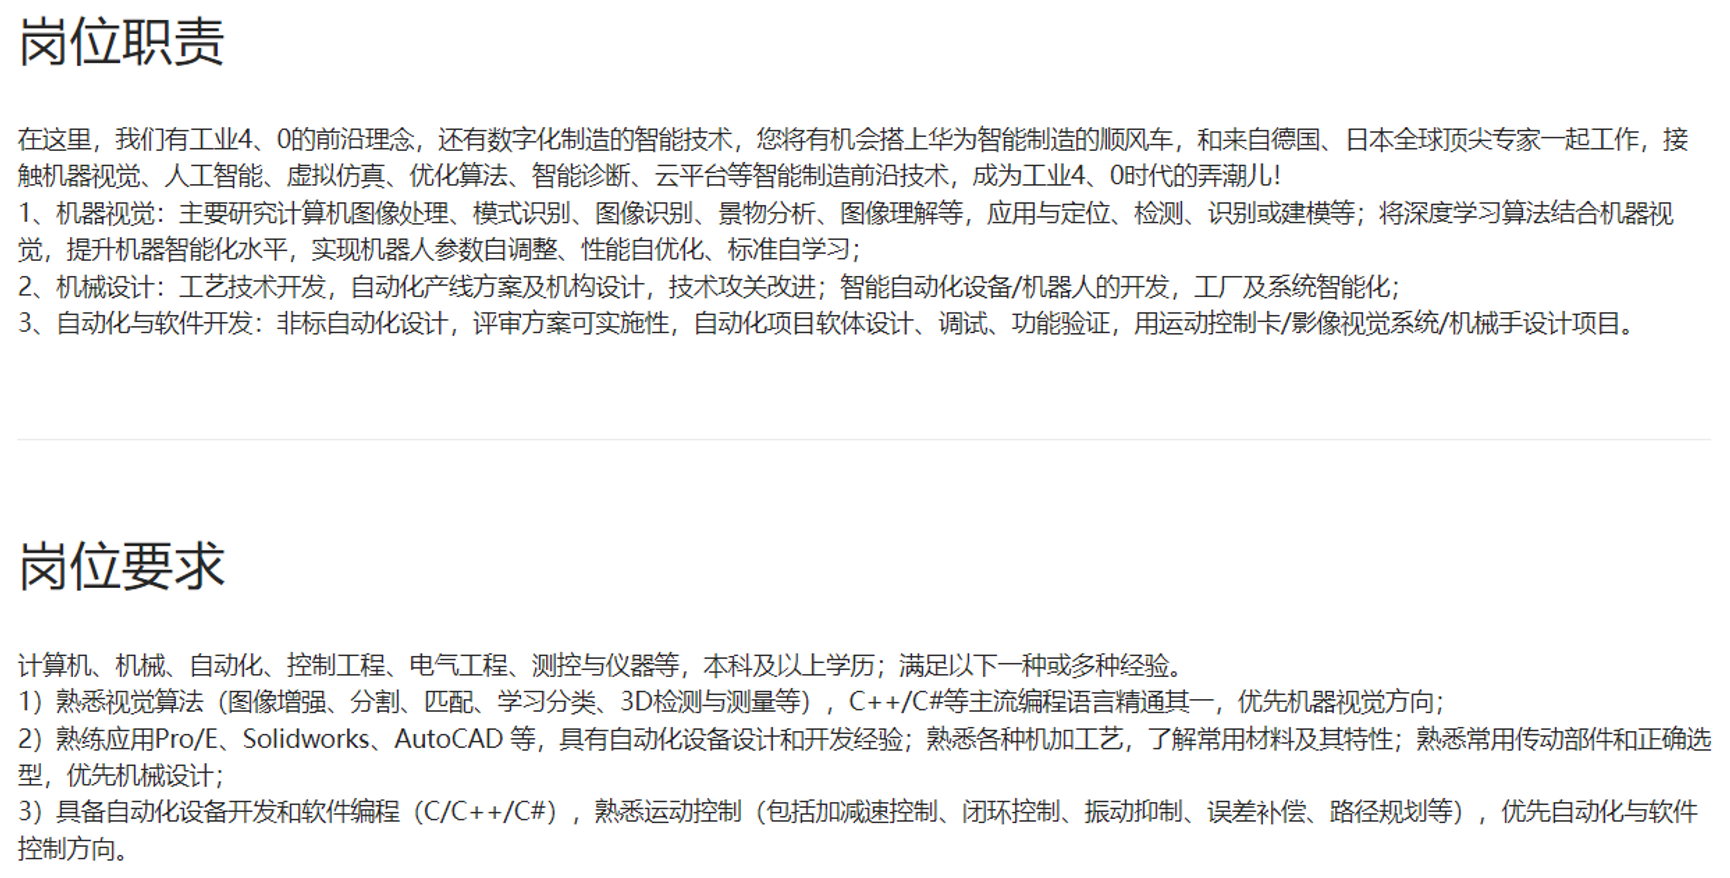 岗位职责
在这里，我们有工业4、0的前沿理念，还有数字化制造的智能技术，您将有机会搭上华为智能制造的顺风车，和来自德国、日本全球顶尖专家一起工作，接
触机器视觉、人工智能、虚拟仿真、优化算法、智能诊断、云平台等智能制造前沿技术，成为工业4、0时代的弄潮儿！
1、机器视觉：主要研究计算机图像处理、模式识别、图像识别、景物分析、图像理解等，应用与定位、检测、识别或建模等；将深度学习算法结合机器视
觉，提升机器智能化水平，实现机器人参数自调整、性能自优化、标准自学习；
2、机械设计：工艺技术开发，自动化产线方案及机构设计，技术攻关改进；智能自动化设备/机器人的开发，工厂及系统智能化；
3、自动化与软件开发：非标自动化设计，评审方案可实施性，自动化项目软体设计、调试、功能验证，用运动控制卡/影像视觉系统/机械手设计项目。
岗位要求
计算机、机械、自动化、控制工程、电气工程、测控与仪器等，本科及以上学历；满足以下一种或多种经验。
1）熟悉视觉算法（图像增强、分割、匹配、学习分类、3D检测与测量等），C++/C#等主流编程语言精通其一，优先机器视觉方向；
2）熟练应用Pro/E、Solidworks、AutoCAD 等，具有自动化设备设计和开发经验；熟悉各种机加工艺，了解常用材料及其特性；熟悉常用传动部件和正确选
型，优先机械设计；
3）具备自动化设备开发和软件编程（C/C++/C#），熟悉运动控制（包括加减速控制、闭环控制、振动抑制、误差补偿、路径规划等），优先自动化与软件
控制方向。